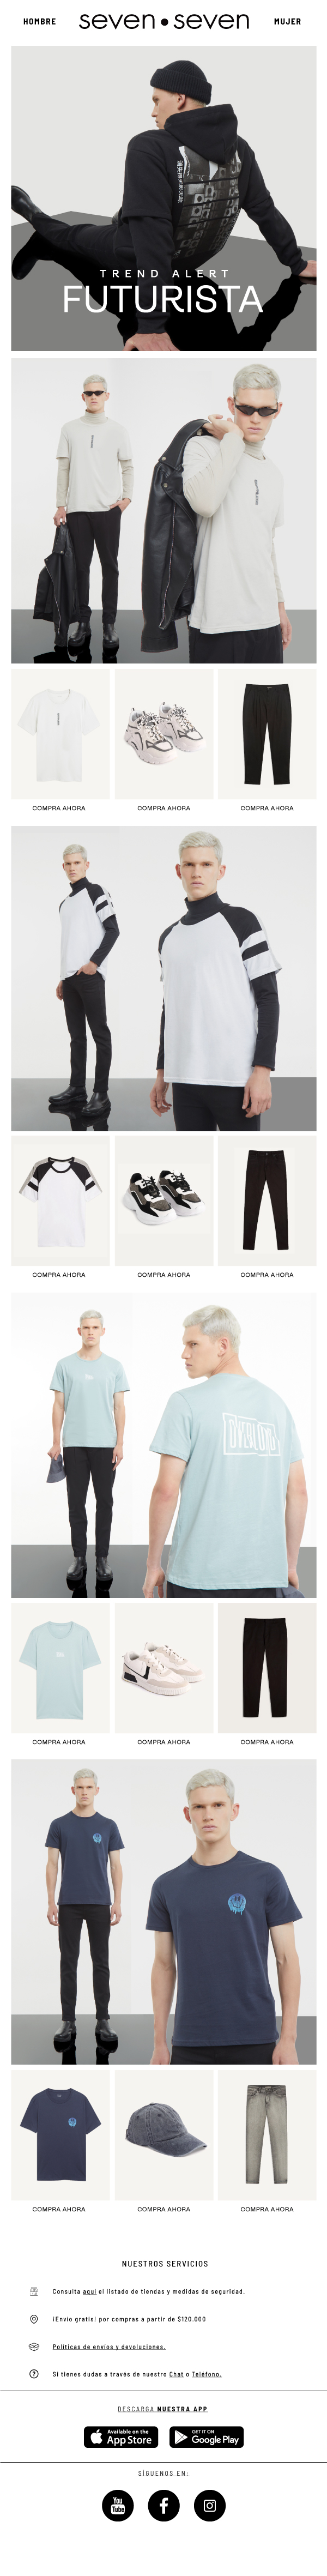 HOMBRE
seven•seven
MUJER
TREND ALERT
FUTURISTA
COMPRA AHORA
COMPRA AHORA
COMPRA AHORA
COMPRA AHORA
COMPRA AHORA
COMPRA AHORA
OVERLORD
COMPRA AHORA
COMPRA AHORA
COMPRA AHORA
COMPRA AHORA
COMPRA AHORA
COMPRA AHORA
NUESTROS SERVICIOS
Consulta aquí el listado de tiendas y medidas de seguridad.
¡Envío gratis! por compras a partir de $120.000
Políticas de envíos y devoluciones.
Si tienes dudas a través de nuestro Chat o Teléfono.
DESCARGA NUESTRA APP
Available on the
App Store
GET IT ON
Google Play
SÍGUENOS EN:
You
Tube